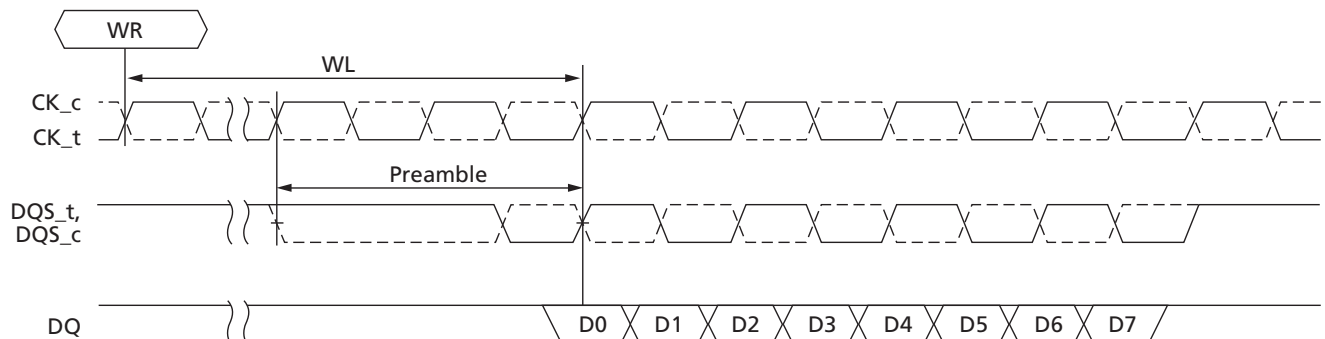 WR
WL
CK_c
CK_t
Preamble
DQS_t,
DQS_c
DQ
D0 D1 D2 D3 D4 D5 D6 D7